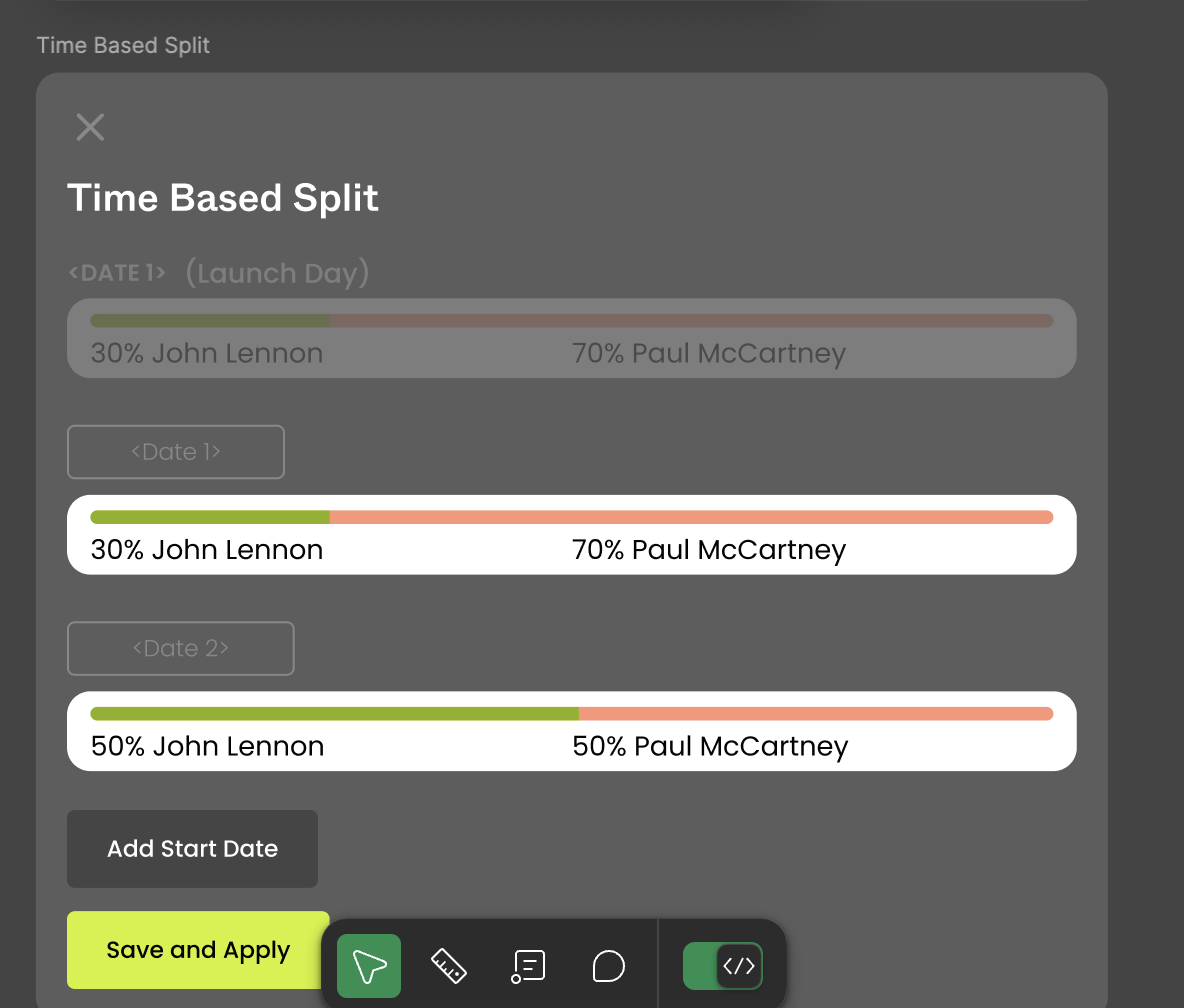 Time Based Split
Time Based Split
<DATE 1> (Launch Day)
30% John Lennon 70% Paul McCartney
<Date 1>
30% John Lennon 70% Paul McCartney
<Date 2>
50% John Lennon 50% Paul McCartney
Add Start Date
Save and Apply